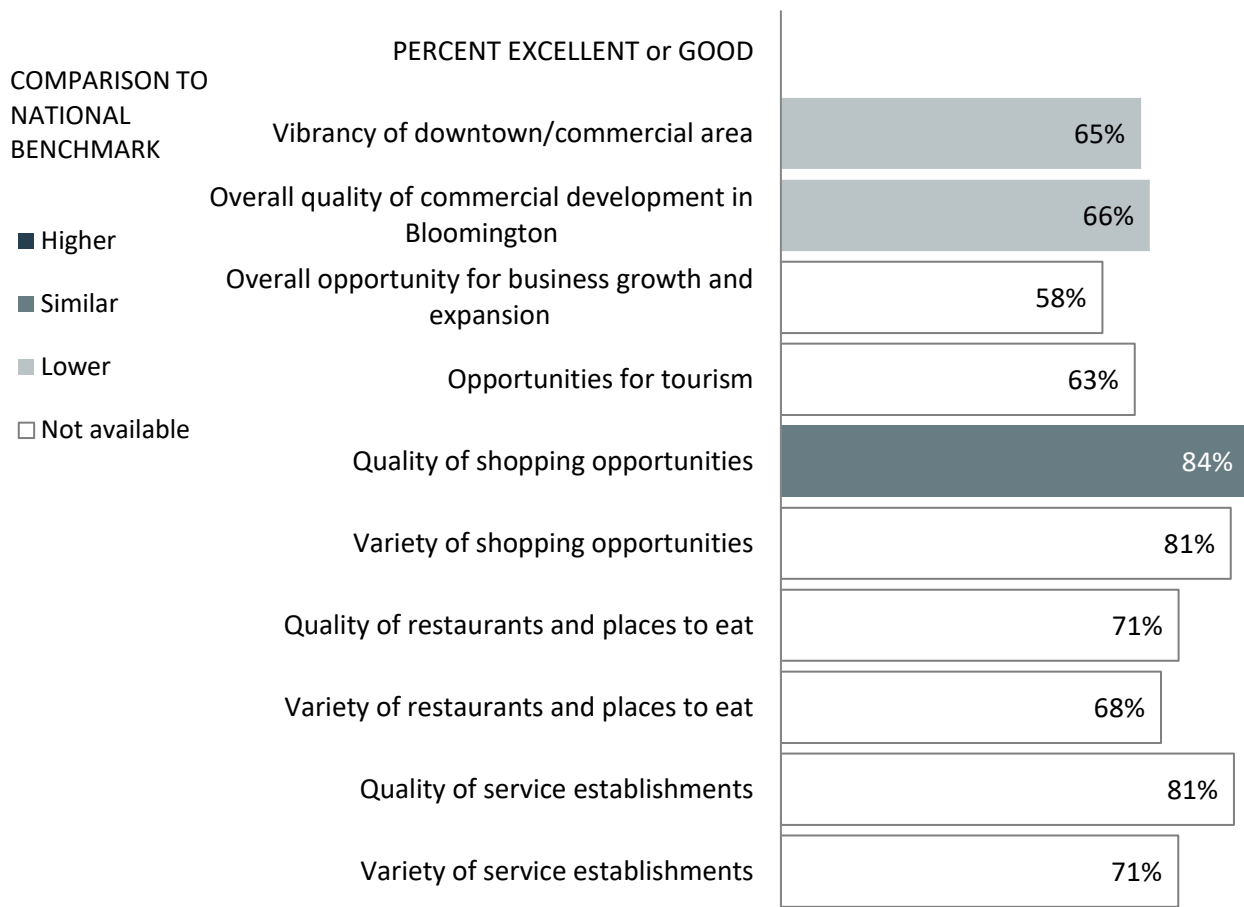 PERCENT EXCELLENT or GOOD
COMPARISON TO
NATIONAL
BENCHMARK
Higher
Similar
Lower
Not available
Vibrancy of downtown/commercial area
65%
Overall quality of commercial development in
Bloomington
66%
Overall opportunity for business growth and
expansion
58%
Opportunities for tourism
63%
Quality of shopping opportunities
84%
Variety of shopping opportunities
81%
Quality of restaurants and places to eat
71%
Variety of restaurants and places to eat
68%
Quality of service establishments
81%
Variety of service establishments
71%